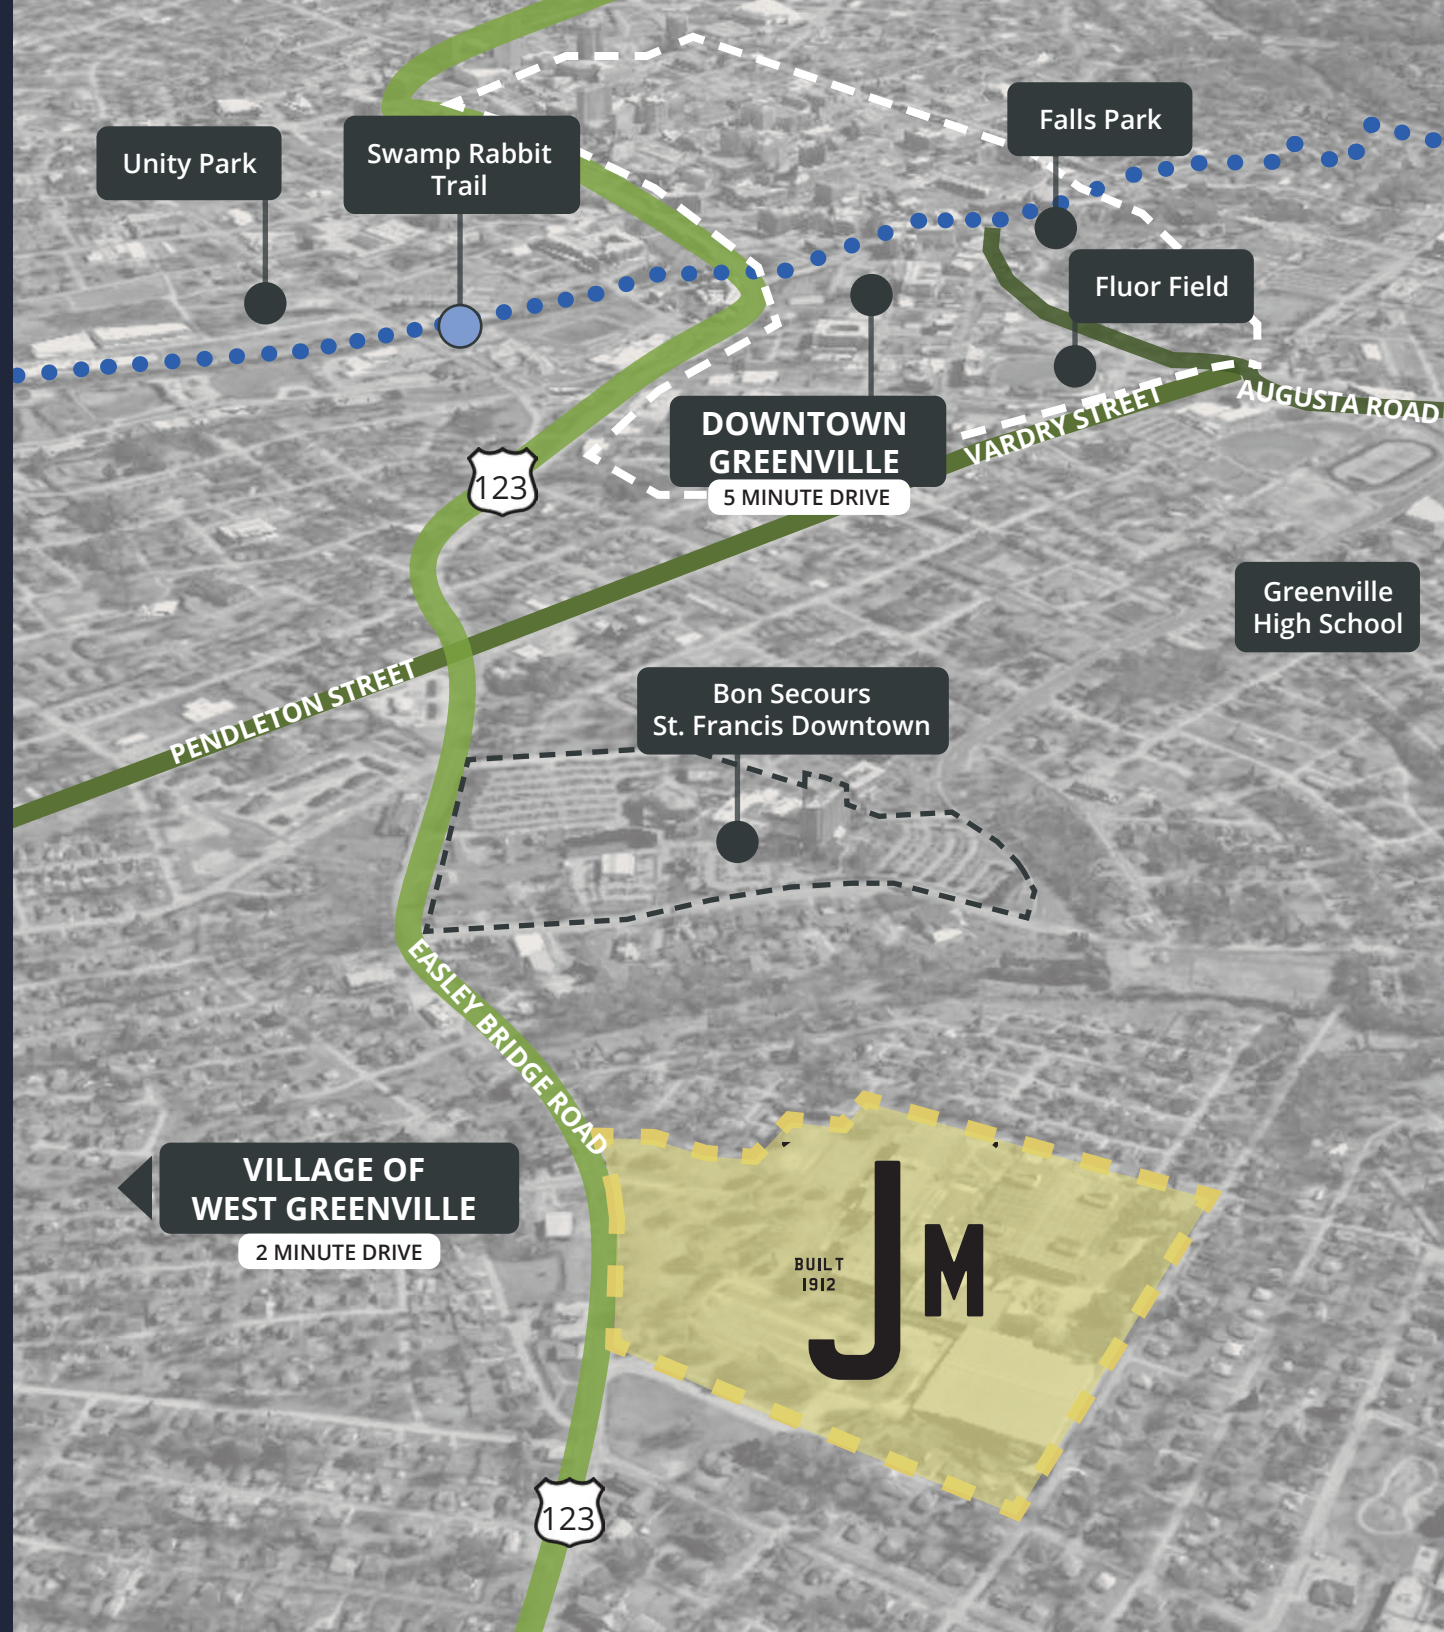 Falls Park
Unity Park
Swamp Rabbit
Trail
Fluor Field
DOWNTOWN
GREENVILLE
5 MINUTE DRIVE
VARDRY STREET
AUGUSTA ROAD
123
Greenville
High School
PENDLETON STREET
Bon Secours
St. Francis Downtown
EASLEY BRIDGE ROAD
VILLAGE OF
WEST GREENVILLE
2 MINUTE DRIVE
BUILT
1912
JM
123